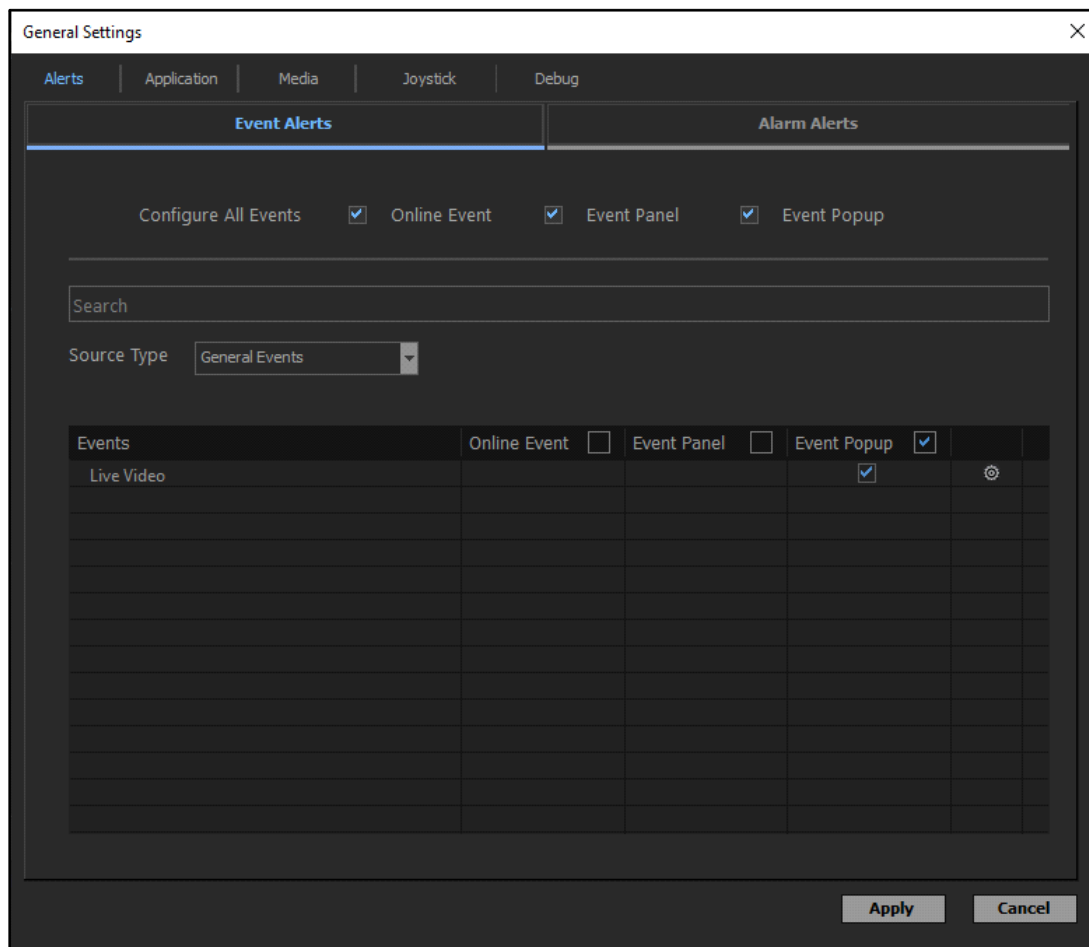 General Settings
Alerts Application Media Joystick Debug
Event Alerts Alarm Alerts
Configure All Events Online Event Event Panel Event Popup
Search
Source Type General Events
Events Online Event Event Panel Event Popup
Live Video
Apply Cancel